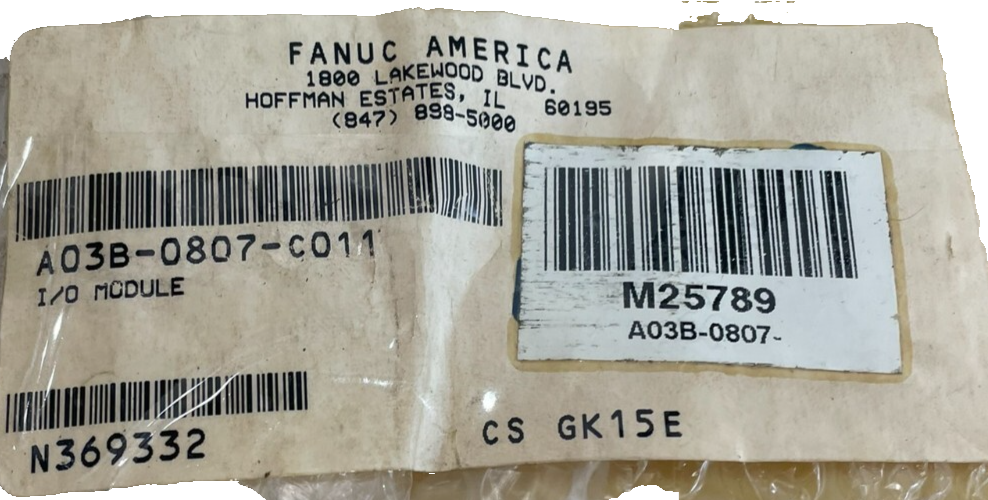 FANUC AMERICA
1800 LAKEWOOD BLVD.
HOFFMAN ESTATES, IL 60195
(847) 898-5000
A03B-0807-C011
I/O MODULE
M25789
A03B-0807-
N369332
CS GK15E